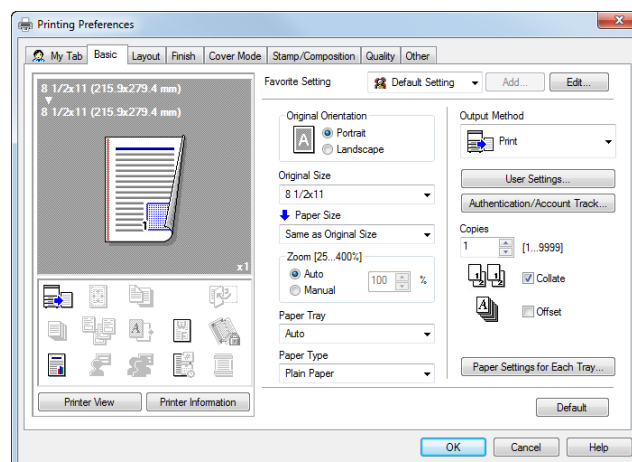 Printing Preferences
My Tab Basic Layout Finish Cover Mode Stamp/Composition Quality Other
8 1/2x11 (215.9x279.4 mm)
8 1/2x11 (215.9x279.4 mm)
1
x1
Printer View Printer Information
Favorite Setting Default Setting Add... Edit...
Original Orientation
A Portrait
Landscape
Original Size
8 1/2x11
Paper Size
Same as Original Size
Zoom [25...400%]
Auto
Manual
100 %
Paper Tray
Auto
Paper Type
Plain Paper
Output Method
Print
User Settings...
Authentication/Account Track...
Copies
1 [1...9999]
Collate
Offset
Paper Settings for Each Tray...
Default
OK Cancel Help